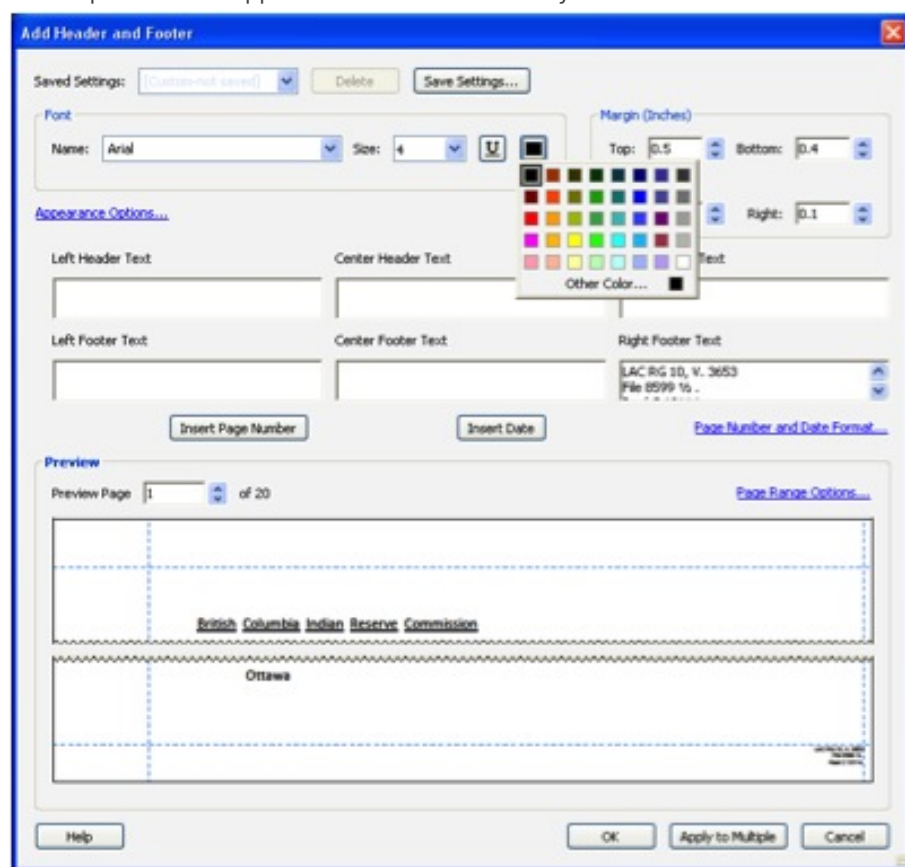 Add Header and Footer
Saved Settings: [Custom-not saved] Delete Save Settings...
Font
Margin (Inches)
Name: Arial Size: 4 U Top: 0.5 Bottom: 0.4
Appearance Options... Right: 0.1
Left Header Text Center Header Text Text
Other Color...
Left Footer Text Center Footer Text Right Footer Text
LAC RG 10, V. 3653
File 8599 ½ .
Insert Page Number Insert Date Page Number and Date Format...
Preview
Preview Page 1 of 20 Page Range Options...
British Columbia Indian Reserve Commission
Ottawa
Help OK Apply to Multiple Cancel